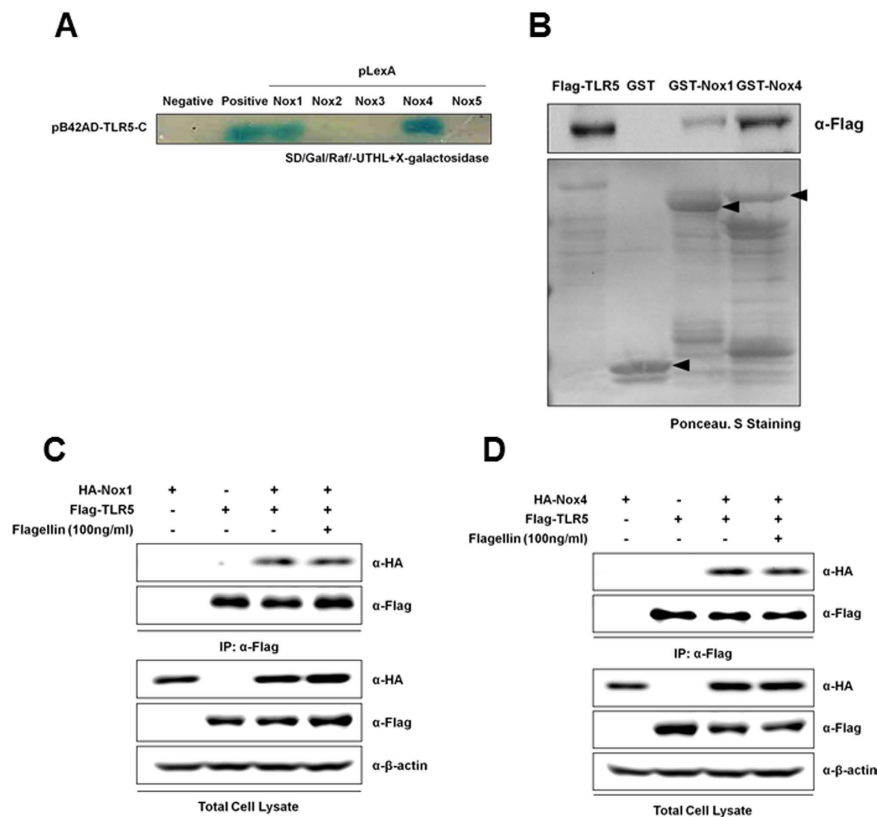 A
pLexA
Negative Positive Nox1 Nox2 Nox3 Nox4 Nox5
pB42AD-TLR5-C
SD/Gal/Raf/-UTHL+X-galactosidase
B
Flag-TLR5 GST GST-Nox1 GST-Nox4
α-Flag
Ponceau. S Staining
C
HA-Nox1 + - + +
Flag-TLR5 - + + +
Flagellin (100ng/ml) - - - +
α-HA
α-Flag
IP: α-Flag
α-HA
α-Flag
α-β-actin
Total Cell Lysate
D
HA-Nox4 + - + +
Flag-TLR5 - + + +
Flagellin (100ng/ml) - - - +
α-HA
α-Flag
IP: α-Flag
α-HA
α-Flag
α-β-actin
Total Cell Lysate